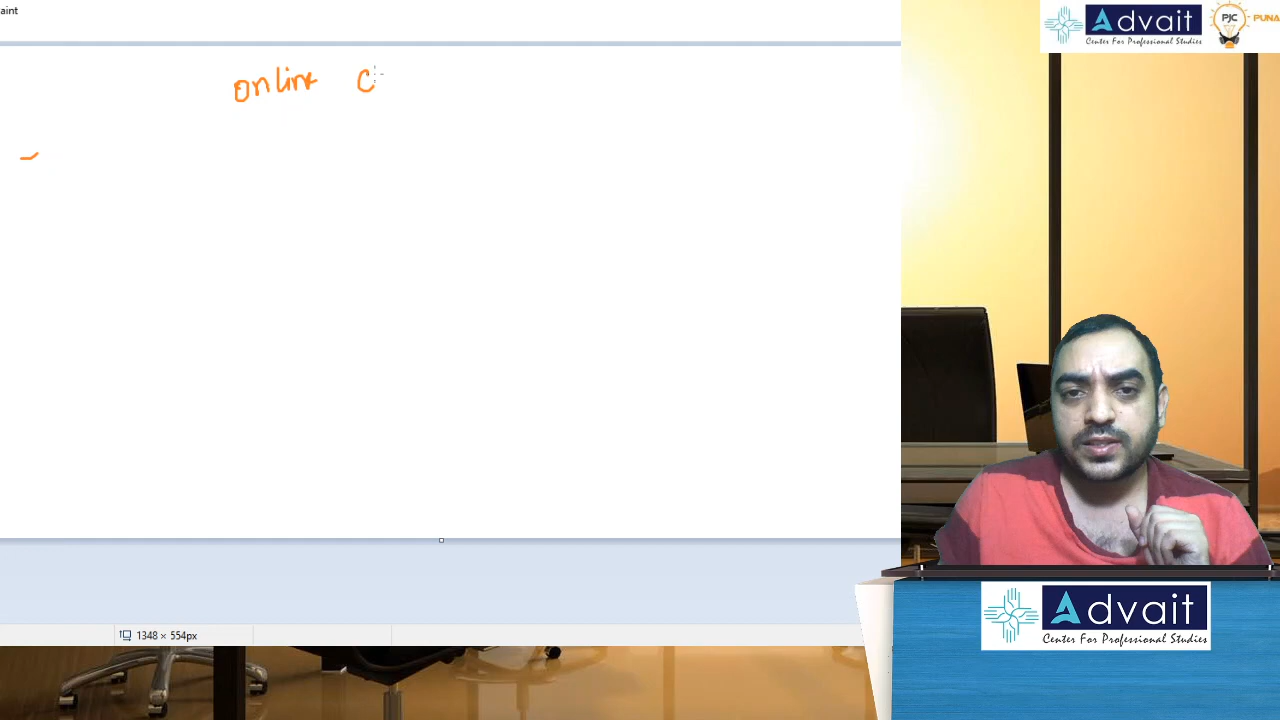 aint
Advait
Center For Professional Studies
PJC
PUNA
online C
1348 × 554px
Advait
Center For Professional Studies